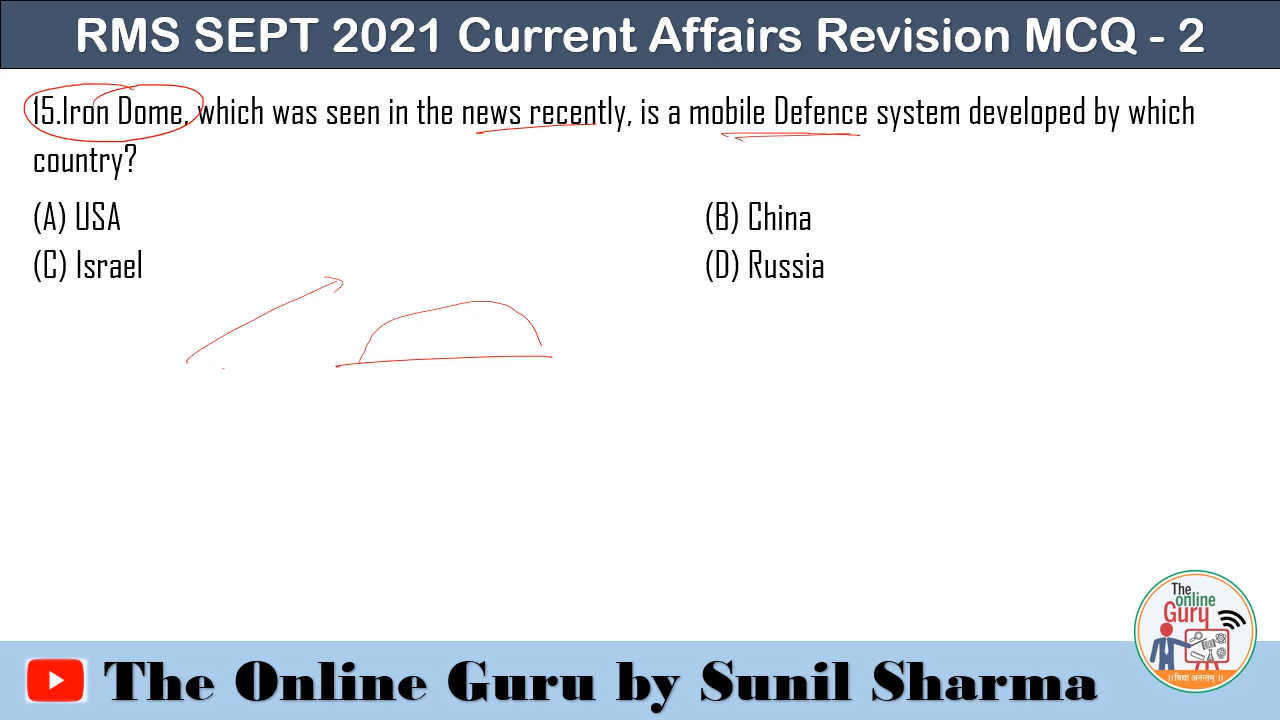 RMS SEPT 2021 Current Affairs Revision MCQ - 2
15.Iron Dome, which was seen in the news recently, is a mobile Defence system developed by which
country?
(A) USA
(B) China
(C) Israel
(D) Russia
The
online
Guru
।। विद्या अनन्तम् ।।
The Online Guru by Sunil Sharma